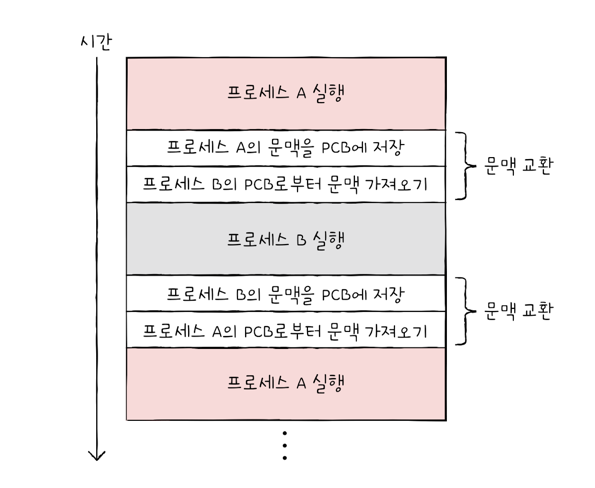 시간
프로세스 A 실행
프로세스 A의 문맥을 PCB에 저장
프로세스 B의 PCB로부터 문맥 가져오기
문맥 교환
프로세스 B 실행
프로세스 B의 문맥을 PCB에 저장
프로세스 A의 PCB로부터 문맥 가져오기
문맥 교환
프로세스 A 실행